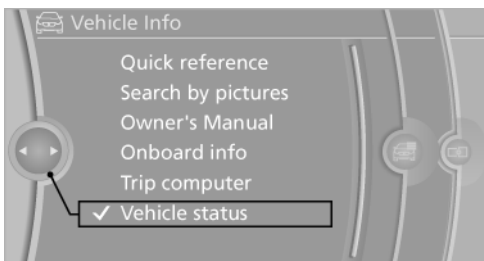 Vehicle Info
Quick reference
Search by pictures
Owner's Manual
Onboard info
Trip computer
Vehicle status